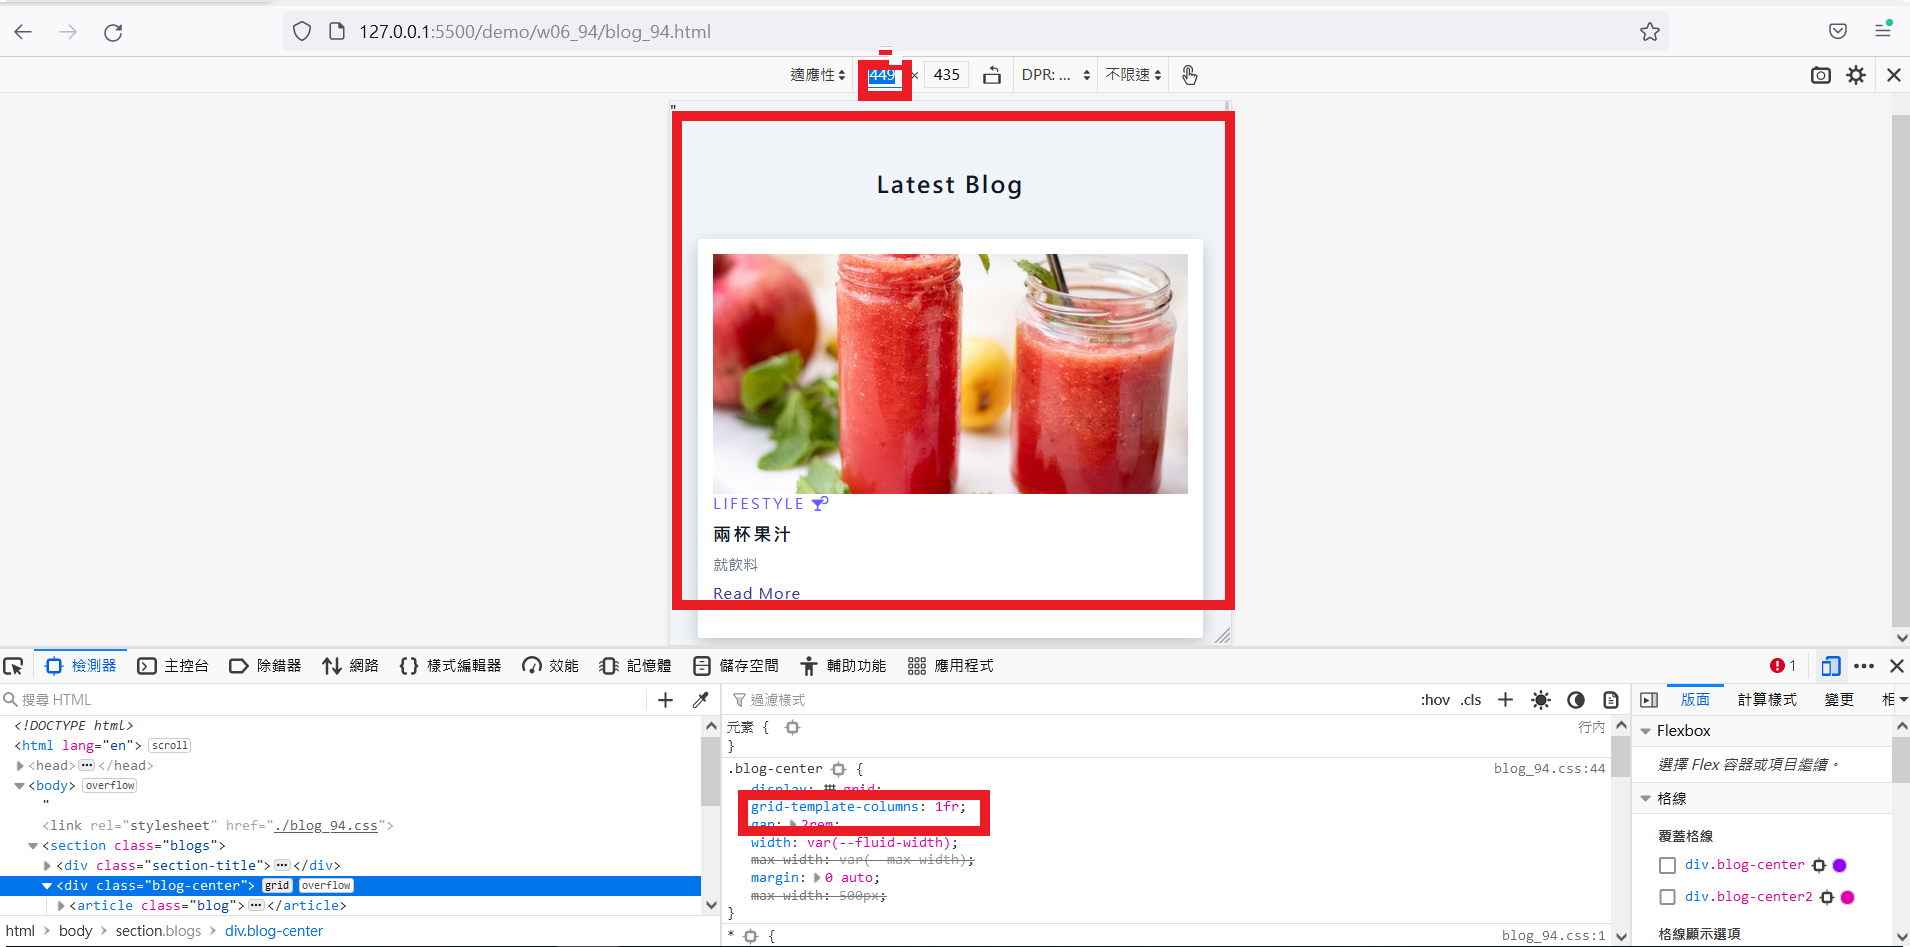 127.0.0.1:5500/demo/w06_94/blog_94.html
適應性 449 × 435 DPR: ... 不限速
"
Latest Blog
LIFESTYLE
兩杯果汁
就飲料
Read More
檢測器 主控台 除錯器 網路 樣式編輯器 效能 記憶體 儲存空間 輔助功能 應用程式 1
搜尋 HTML
過濾樣式 :hov .cls
版面 計算樣式 變更
<!DOCTYPE html>
<html lang="en"> scroll
<head> ••• </head>
<body> overflow
"
<link rel="stylesheet" href="./blog_94.css">
<section class="blogs">
<div class="section-title"> ••• </div>
<div class="blog-center"> grid overflow
<article class="blog"> ••• </article>
html > body > section.blogs > div.blog-center
元素 { 行內
}
.blog-center { blog_94.css:44
display: grid;
grid-template-columns: 1fr;
gap: 2rem;
width: var(--fluid-width);
max-width: var(--max-width);
margin: 0 auto;
max-width: 500px;
}
* { blog_94.css:1
Flexbox
選擇 Flex 容器或項目繼續。
格線
覆蓋格線
div.blog-center
div.blog-center2
格線顯示選項